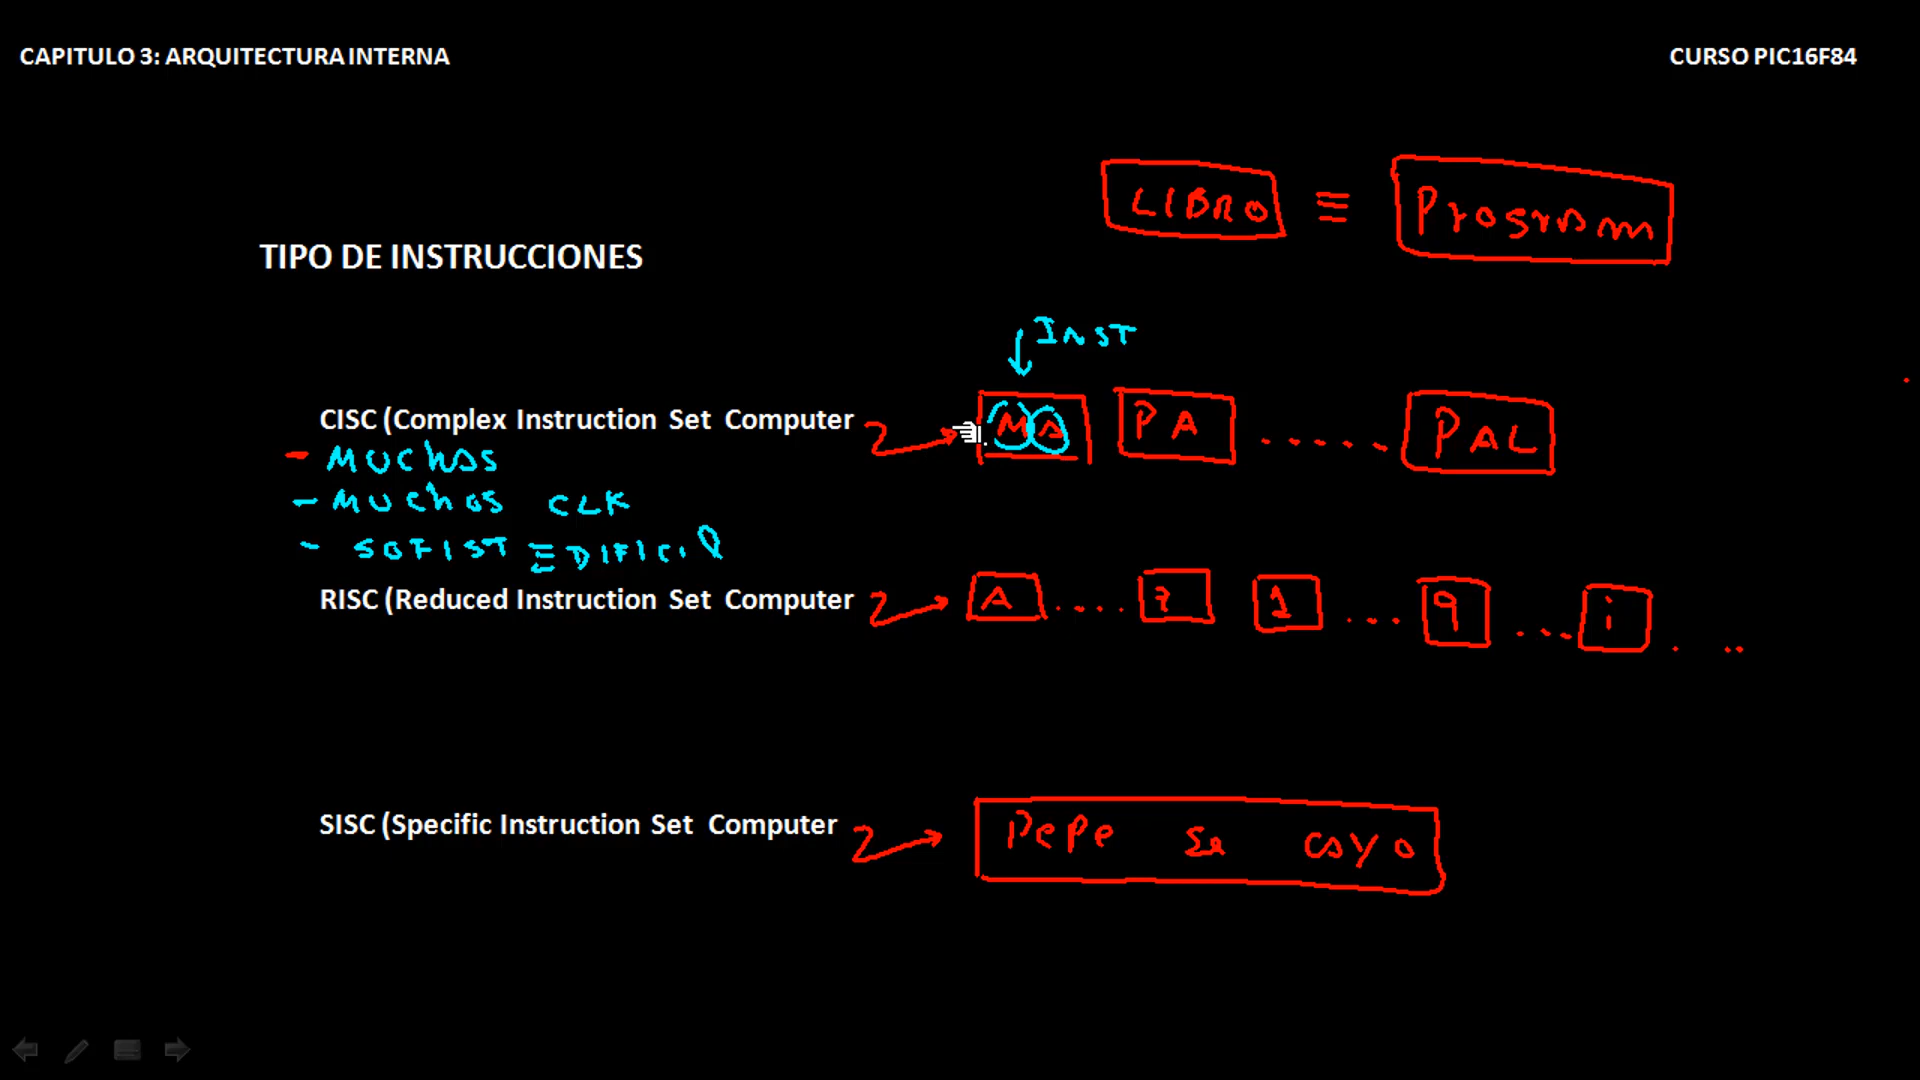 CAPITULO 3: ARQUITECTURA INTERNA
CURSO PIC16F84
LIBRO ≡ Program
TIPO DE INSTRUCCIONES
INST
CISC (Complex Instruction Set Computer
MA PA ...... PAL
- MUCHOS
- MUCHOS CLK
- SOFIST ≡ DIFICIL
RISC (Reduced Instruction Set Computer
A .... z 1 ... 9 .... i . ..
SISC (Specific Instruction Set Computer
Pepe se cayo